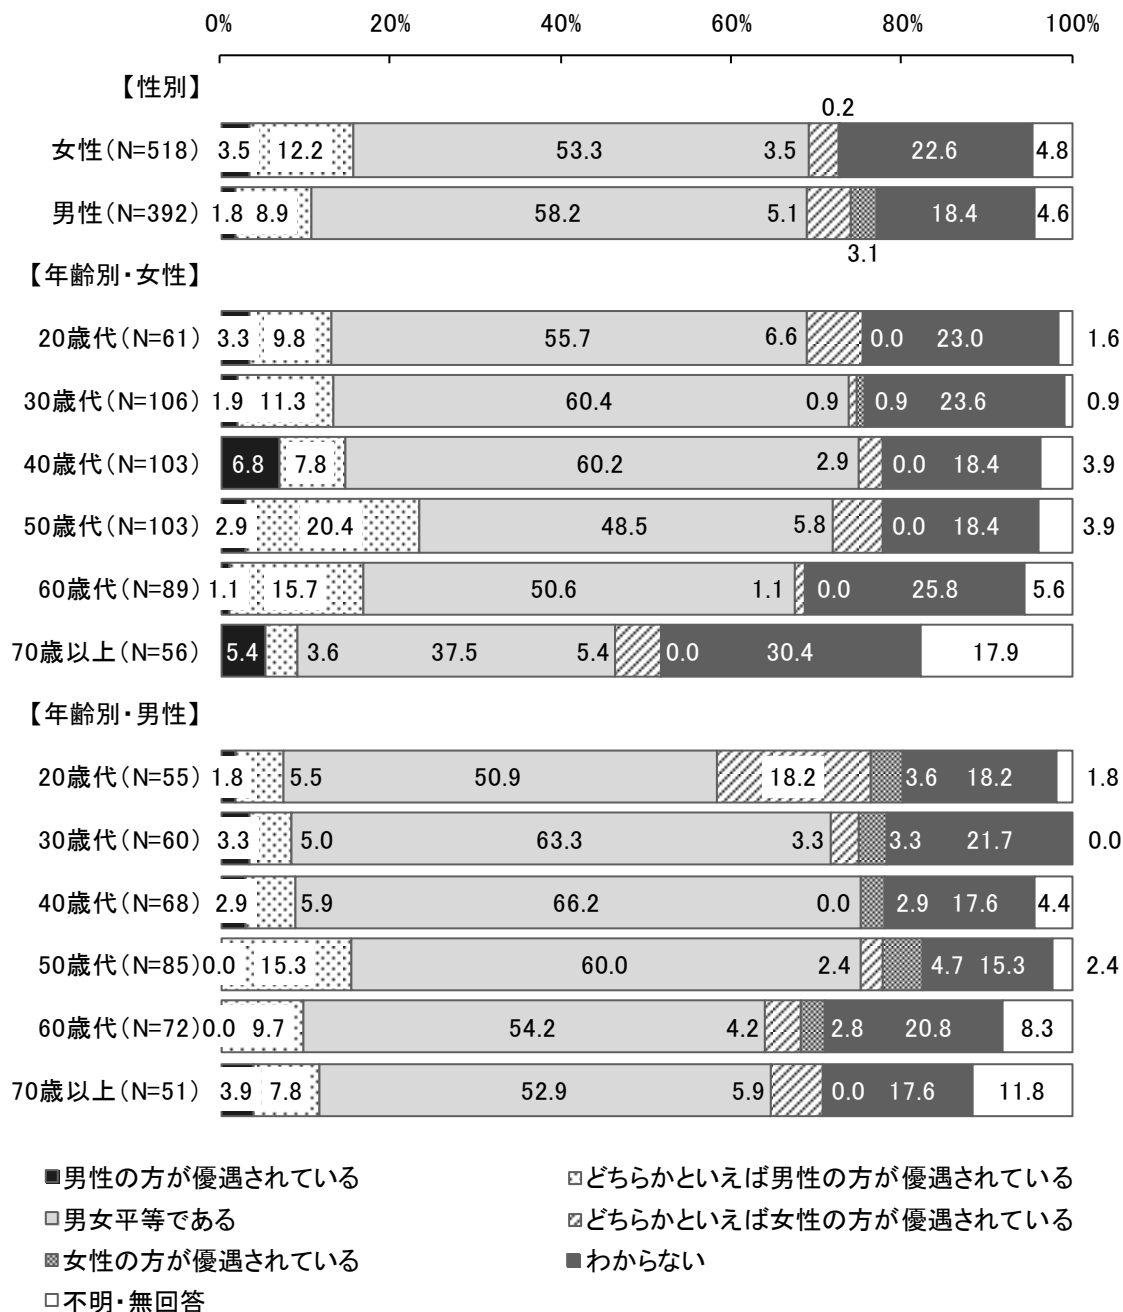 0% 20% 40% 60% 80% 100%
【性別】
0.2
女性(N=518) 3.5 12.2 53.3 3.5 22.6 4.8
男性(N=392) 1.8 8.9 58.2 5.1 18.4 4.6
3.1
【年齢別・女性】
20歳代(N=61) 3.3 9.8 55.7 6.6 0.0 23.0 1.6
30歳代(N=106) 1.9 11.3 60.4 0.9 0.9 23.6 0.9
40歳代(N=103) 6.8 7.8 60.2 2.9 0.0 18.4 3.9
50歳代(N=103) 2.9 20.4 48.5 5.8 0.0 18.4 3.9
60歳代(N=89) 1.1 15.7 50.6 1.1 0.0 25.8 5.6
70歳以上(N=56) 5.4 3.6 37.5 5.4 0.0 30.4 17.9
【年齢別・男性】
20歳代(N=55) 1.8 5.5 50.9 18.2 3.6 18.2 1.8
30歳代(N=60) 3.3 5.0 63.3 3.3 3.3 21.7 0.0
40歳代(N=68) 2.9 5.9 66.2 0.0 2.9 17.6 4.4
50歳代(N=85) 0.0 15.3 60.0 2.4 4.7 15.3 2.4
60歳代(N=72) 0.0 9.7 54.2 4.2 2.8 20.8 8.3
70歳以上(N=51) 3.9 7.8 52.9 5.9 0.0 17.6 11.8
男性の方が優遇されている どちらかといえば男性の方が優遇されている
男女平等である どちらかといえば女性の方が優遇されている
女性の方が優遇されている わからない
不明・無回答